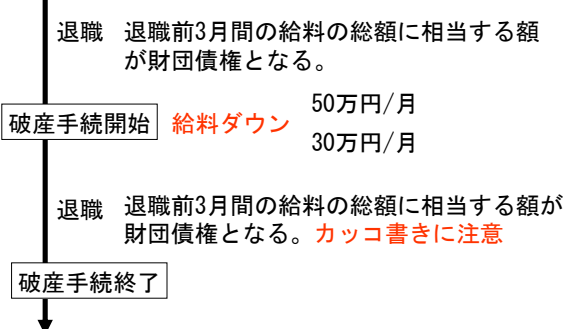 退職 退職前3月間の給料の総額に相当する額
が財団債権となる。
破産手続開始 給料ダウン 50万円/月
30万円/月
退職 退職前3月間の給料の総額に相当する額が
財団債権となる。カッコ書きに注意
破産手続終了